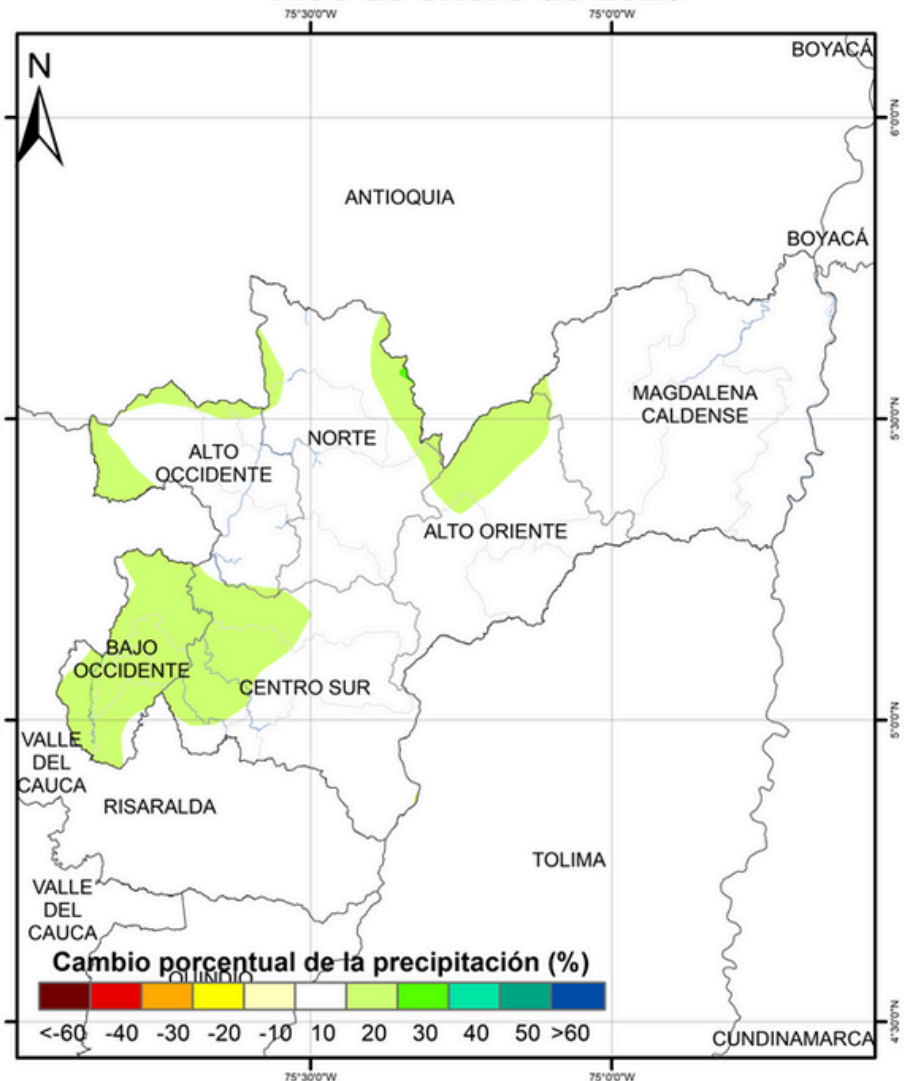 75°30'0"W
75°0'0"W
BOYACÁ
N
6°0'0"N
ANTIOQUIA
BOYACÁ
MAGDALENA
CALDENSE
5°30'0"N
NORTE
ALTO
OCCIDENTE
ALTO ORIENTE
BAJO
OCCIDENTE
CENTRO SUR
5°0'0"N
VALLE
DEL
CAUCA
RISARALDA
TOLIMA
VALLE
DEL
CAUCA
Cambio porcentual de la precipitación (%)
QUINDIO
<-60 -40 -30 -20 -10 10 20 30 40 50 >60
4°30'0"N
CUNDINAMARCA
75°30'0"W
75°0'0"W